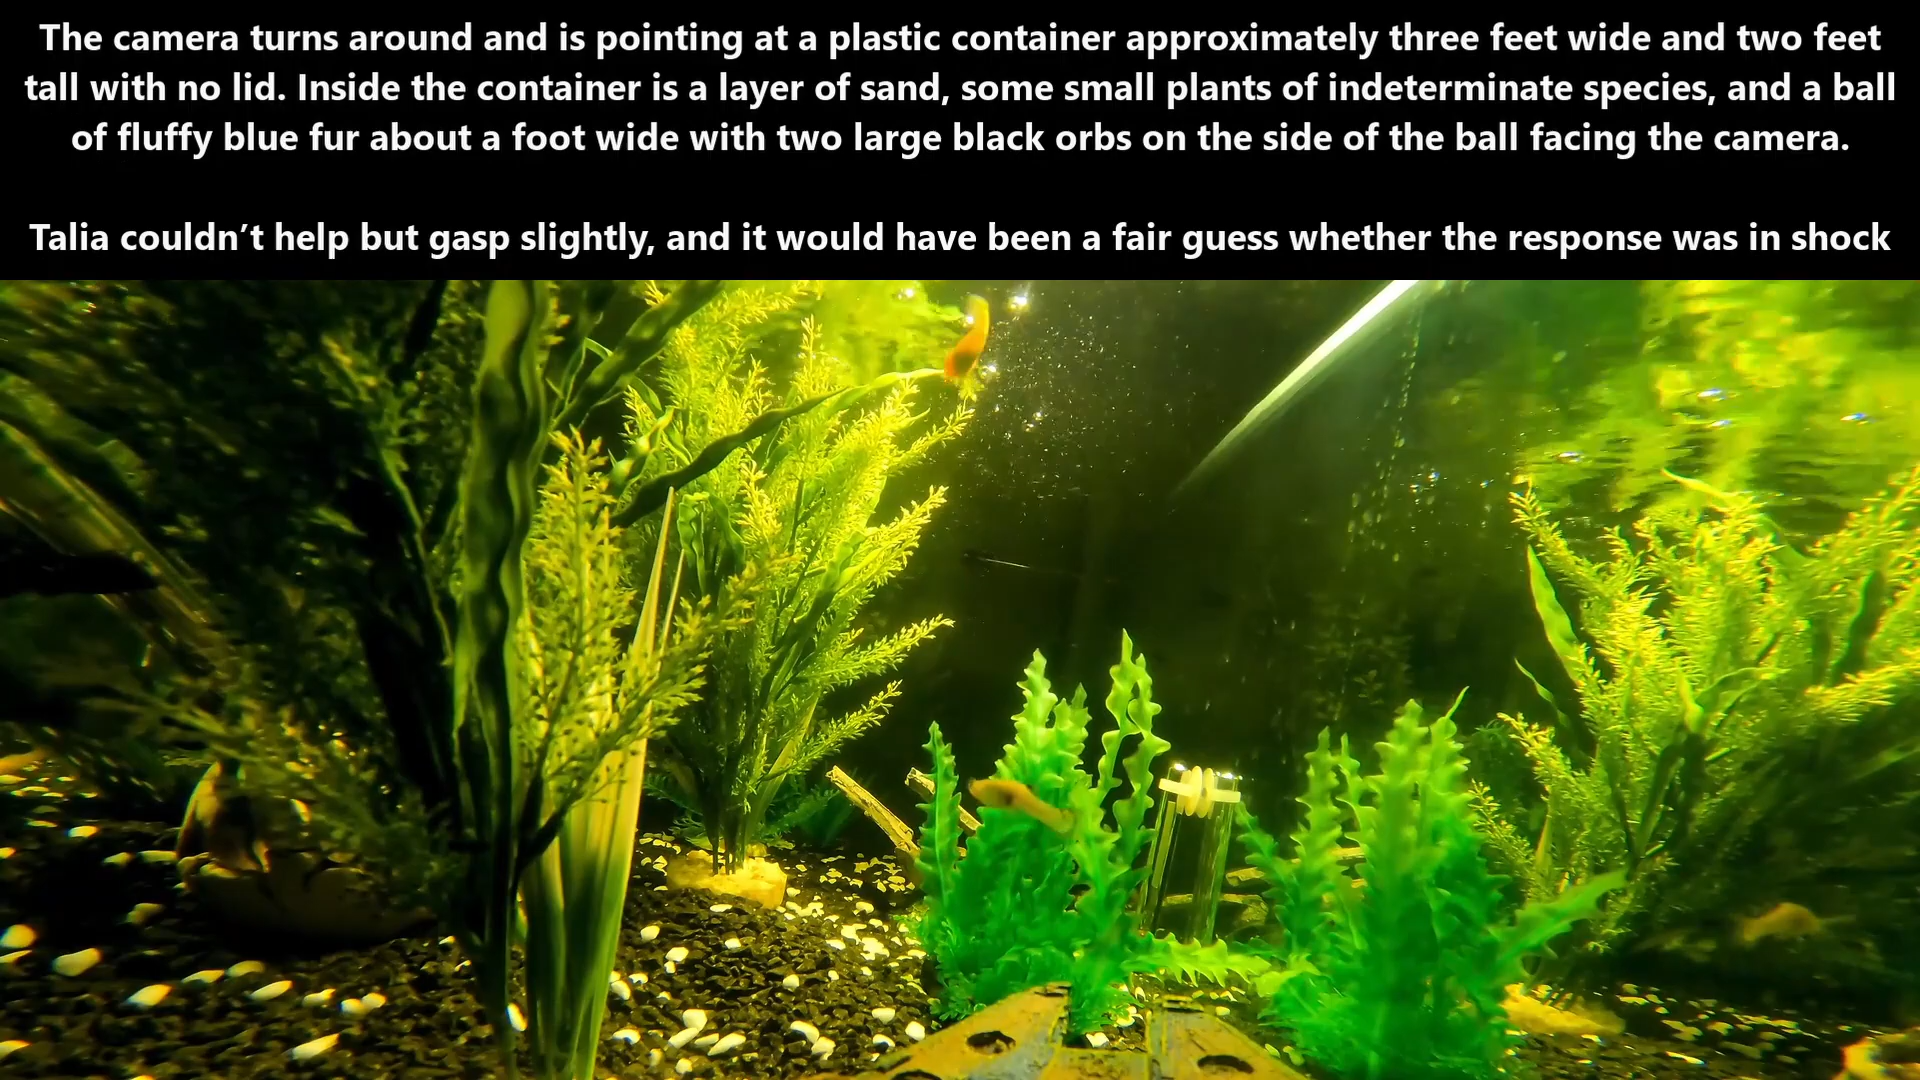 The camera turns around and is pointing at a plastic container approximately three feet wide and two feet
tall with no lid. Inside the container is a layer of sand, some small plants of indeterminate species, and a ball
of fluffy blue fur about a foot wide with two large black orbs on the side of the ball facing the camera.
Talia couldn’t help but gasp slightly, and it would have been a fair guess whether the response was in shock